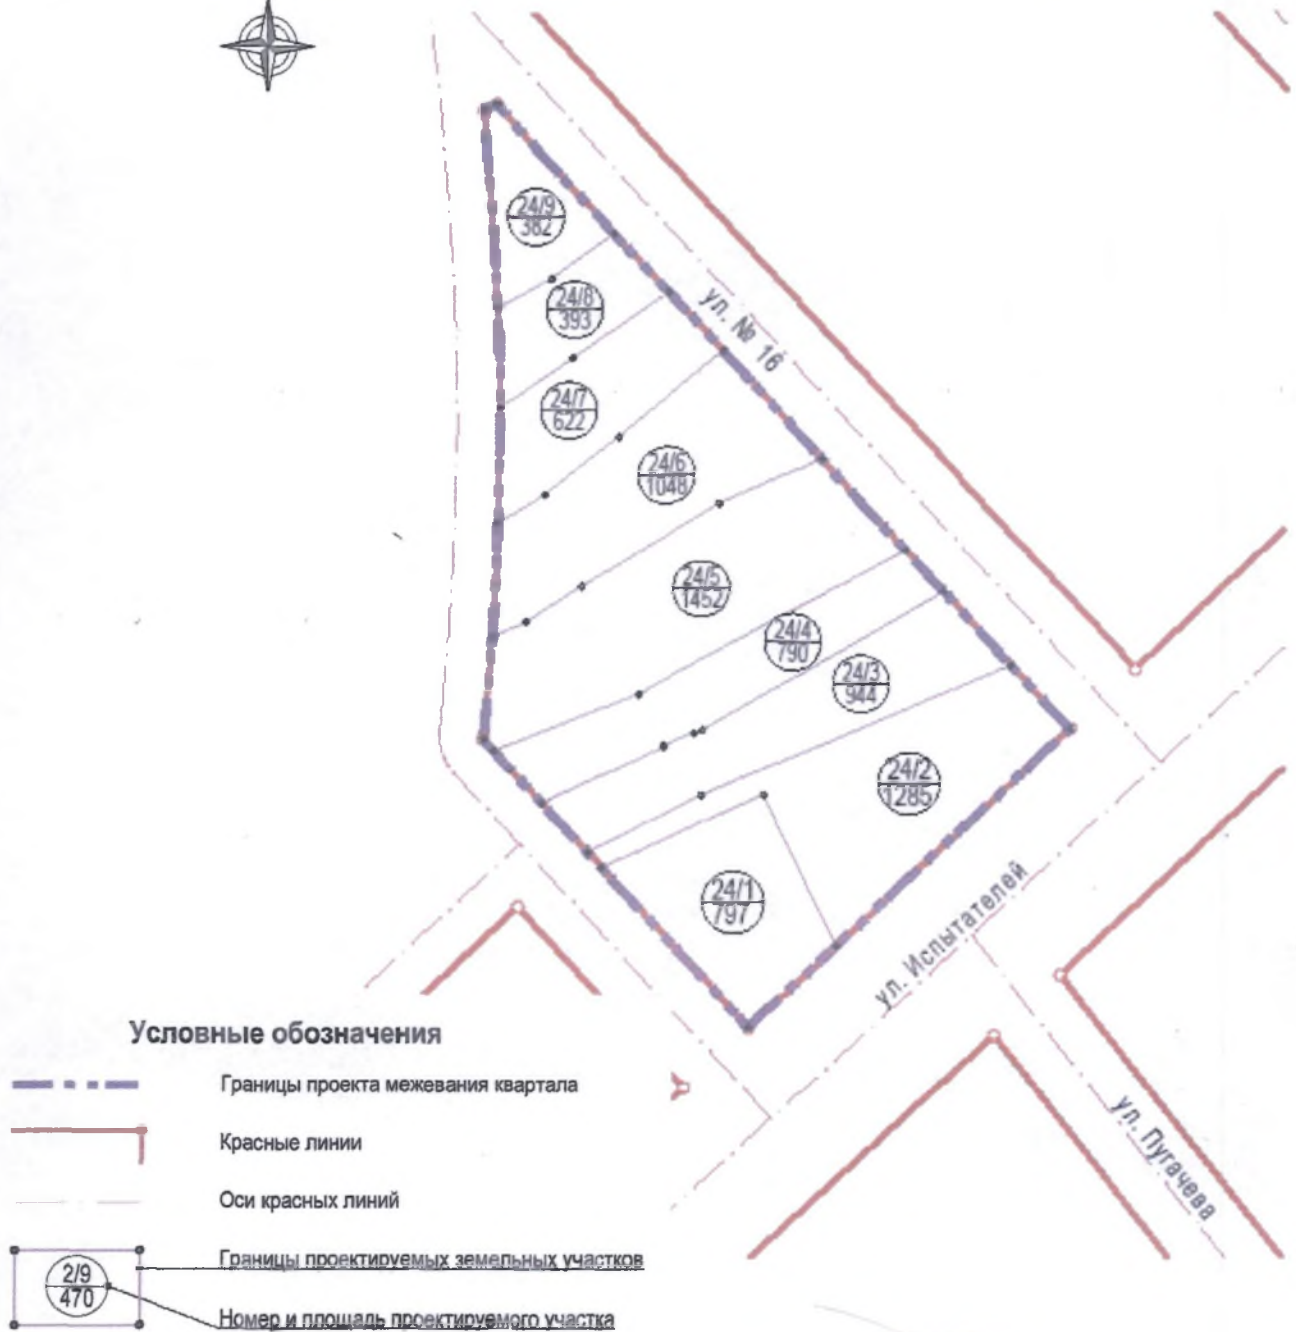 24/9
382
24/8
393
ул. № 16
24/7
622
24/6
1048
24/5
1452
24/4
790
24/3
944
24/2
1285
24/1
797
ул. Испытателей
ул. Пугачева
Условные обозначения
Границы проекта межевания квартала
Красные линии
Оси красных линий
Границы проектируемых земельных участков
2/9
470
Номер и площадь проектируемого участка